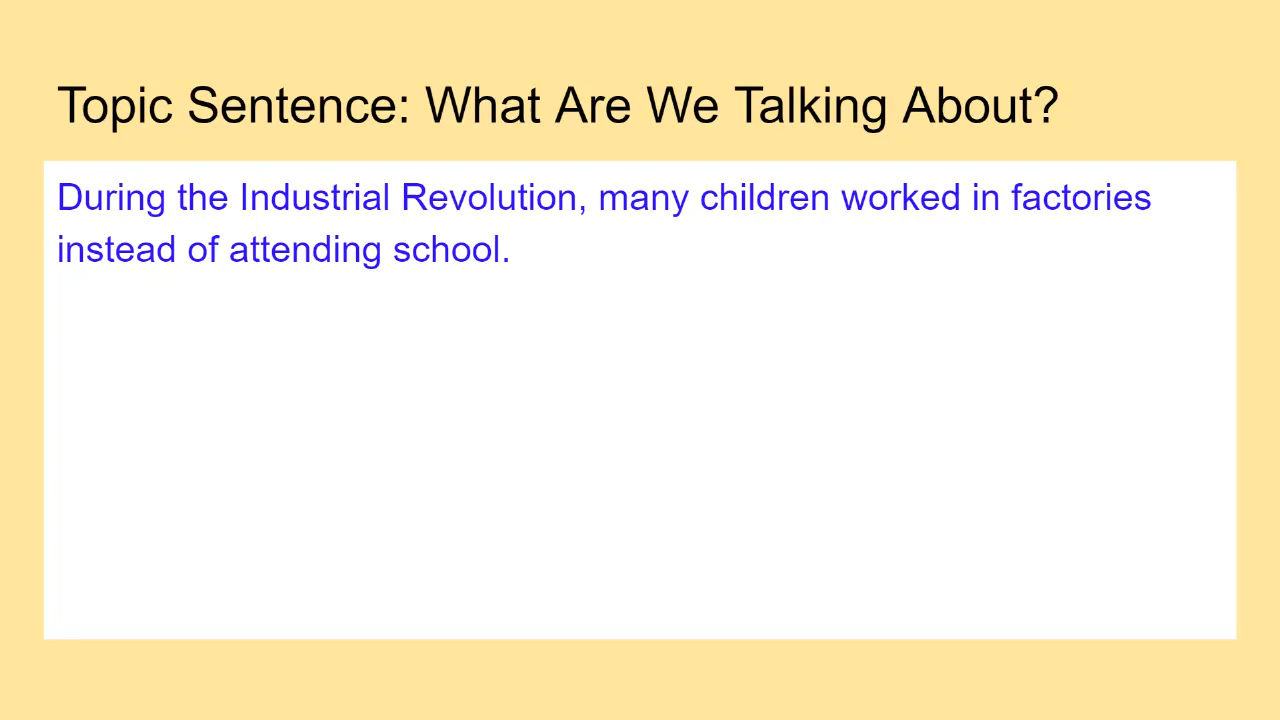 Topic Sentence: What Are We Talking About?
During the Industrial Revolution, many children worked in factories
instead of attending school.